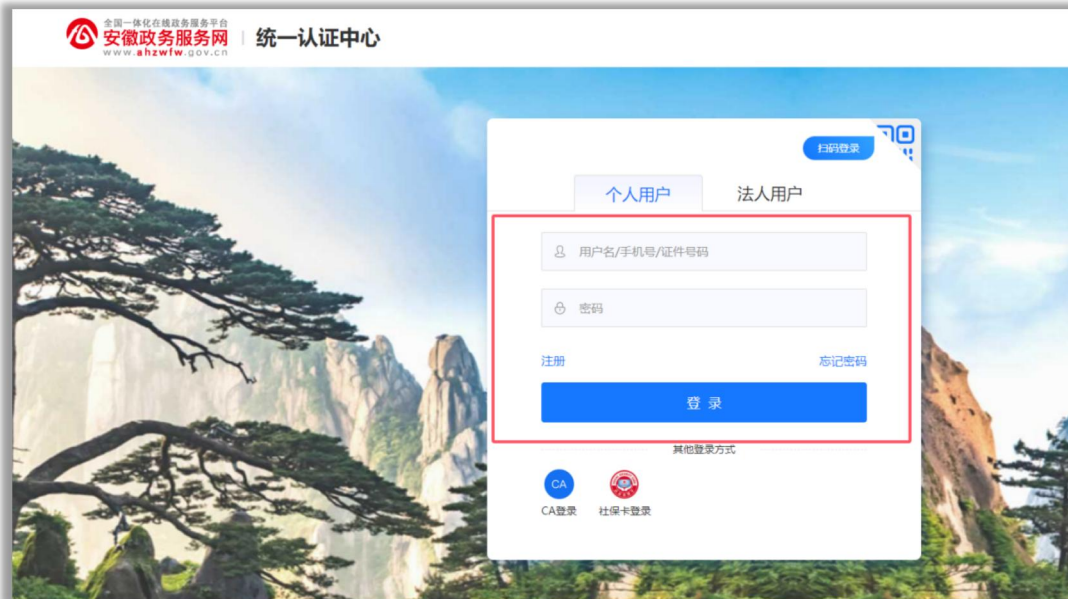 全国一体化在线政务服务平台
安徽政务服务网
www.ahzwfw.gov.cn
统一认证中心
扫码登录
个人用户
法人用户
用户名/手机号/证件号码
密码
注册
忘记密码
登 录
其他登录方式
CA
CA登录
社保卡登录